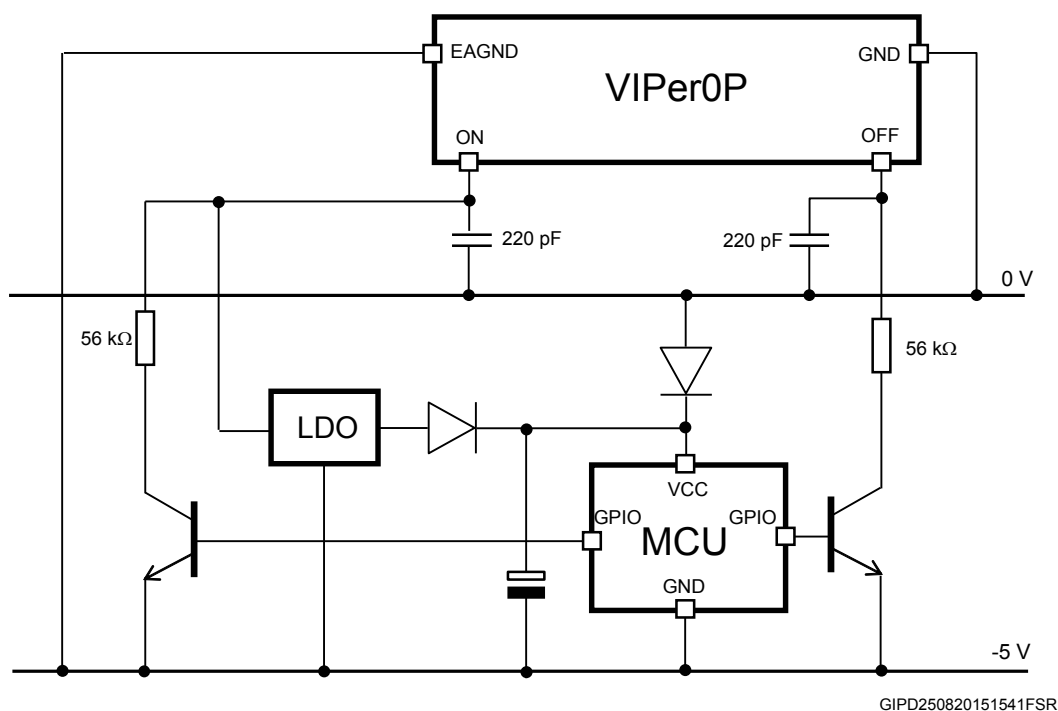 EAGND
GND
VIPer0P
ON
OFF
220 pF
220 pF
0 V
56 kΩ
56 kΩ
LDO
VCC
GPIO
GPIO
MCU
GND
-5 V
GIPD250820151541FSR